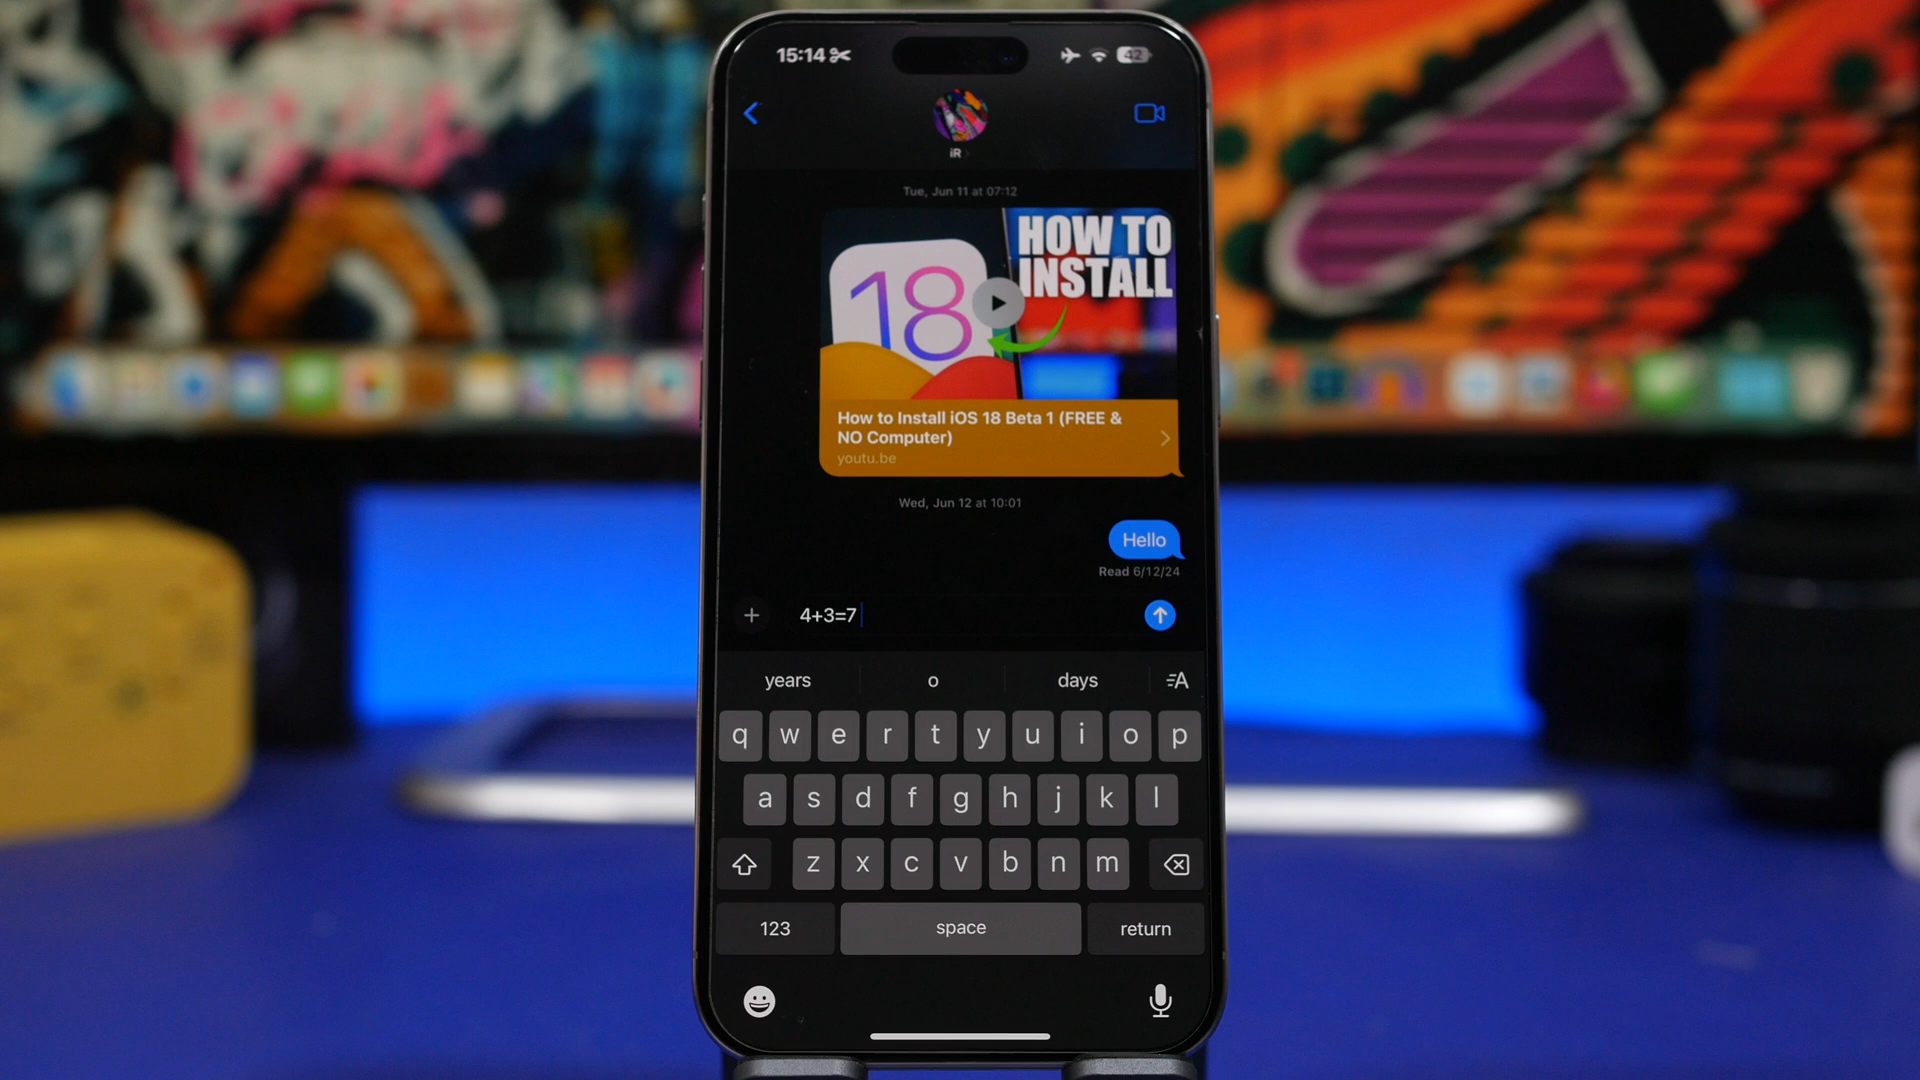 15:14
42
iR
Tue, Jun 11 at 07:12
18
HOW TO
INSTALL
How to Install iOS 18 Beta 1 (FREE &
NO Computer)
youtu.be
Wed, Jun 12 at 10:01
Hello
Read 6/12/24
4+3=7
years o days A
q w e r t y u i o p
a s d f g h j k l
z x c v b n m
123 space return